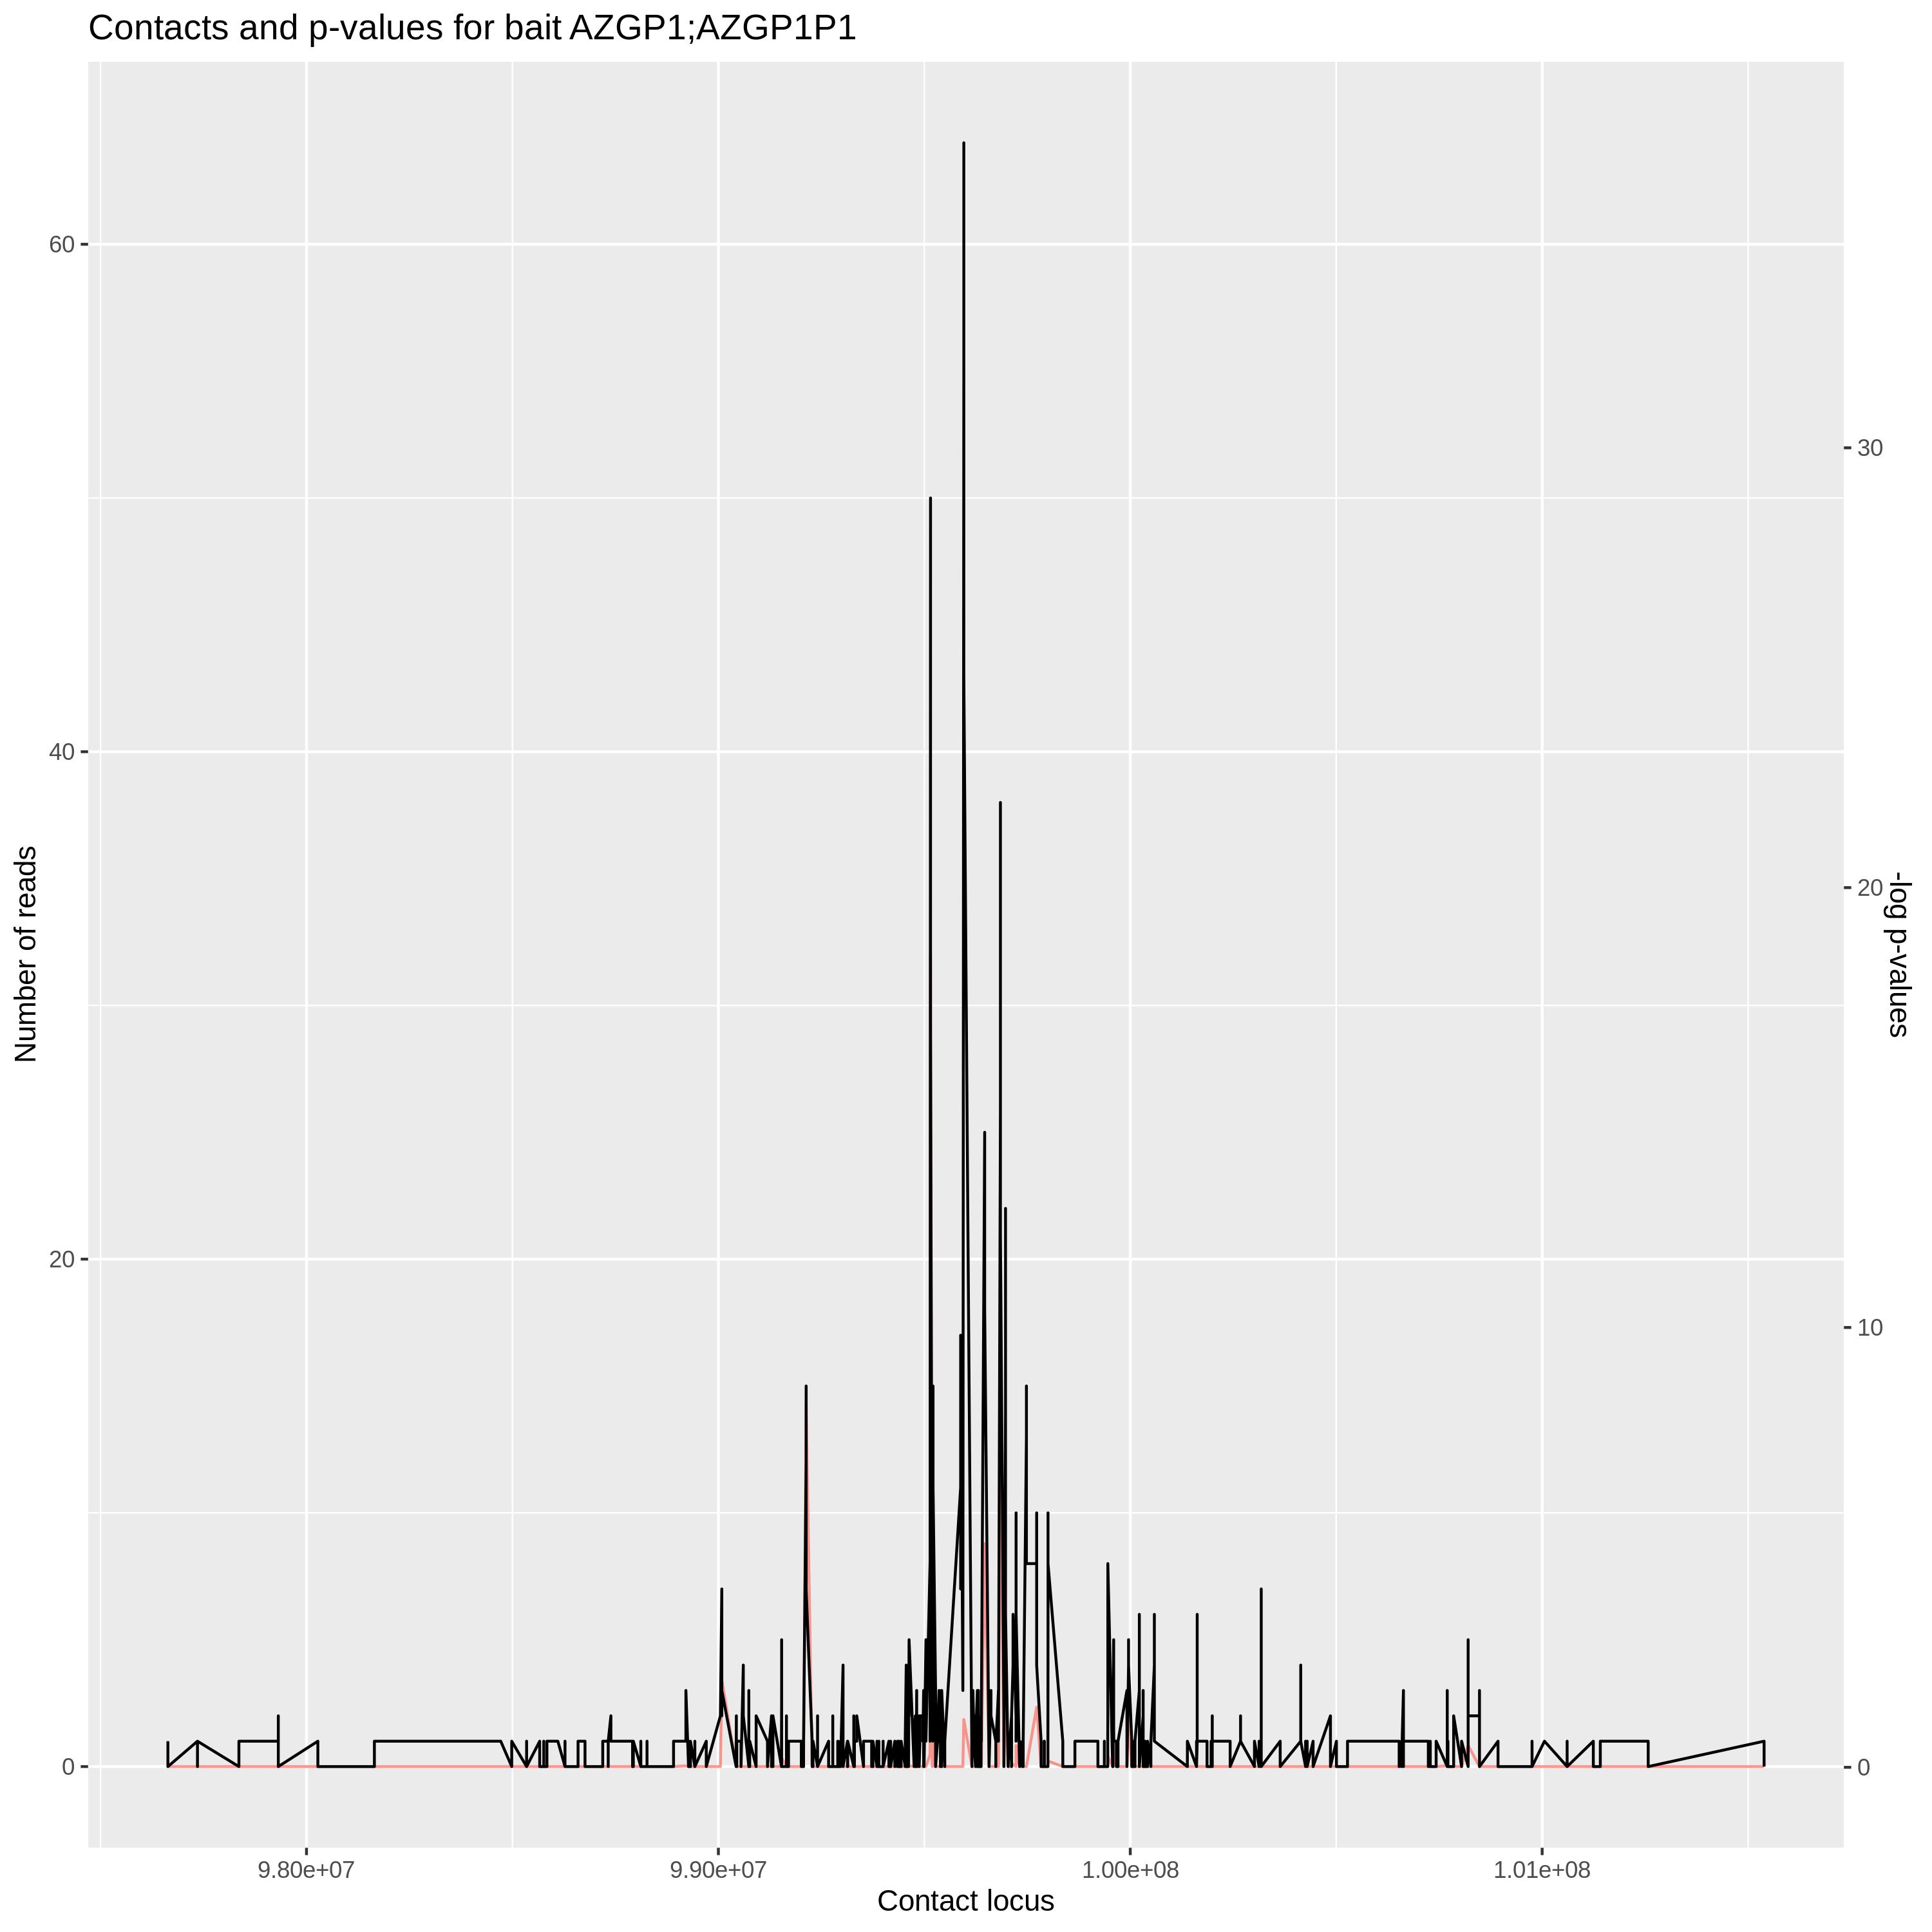 Contacts and p-values for bait AZGP1;AZGP1P1
60
40
20
0
Number of reads
30
20
10
0
-log p-values
9.80e+07
9.90e+07
1.00e+08
1.01e+08
Contact locus